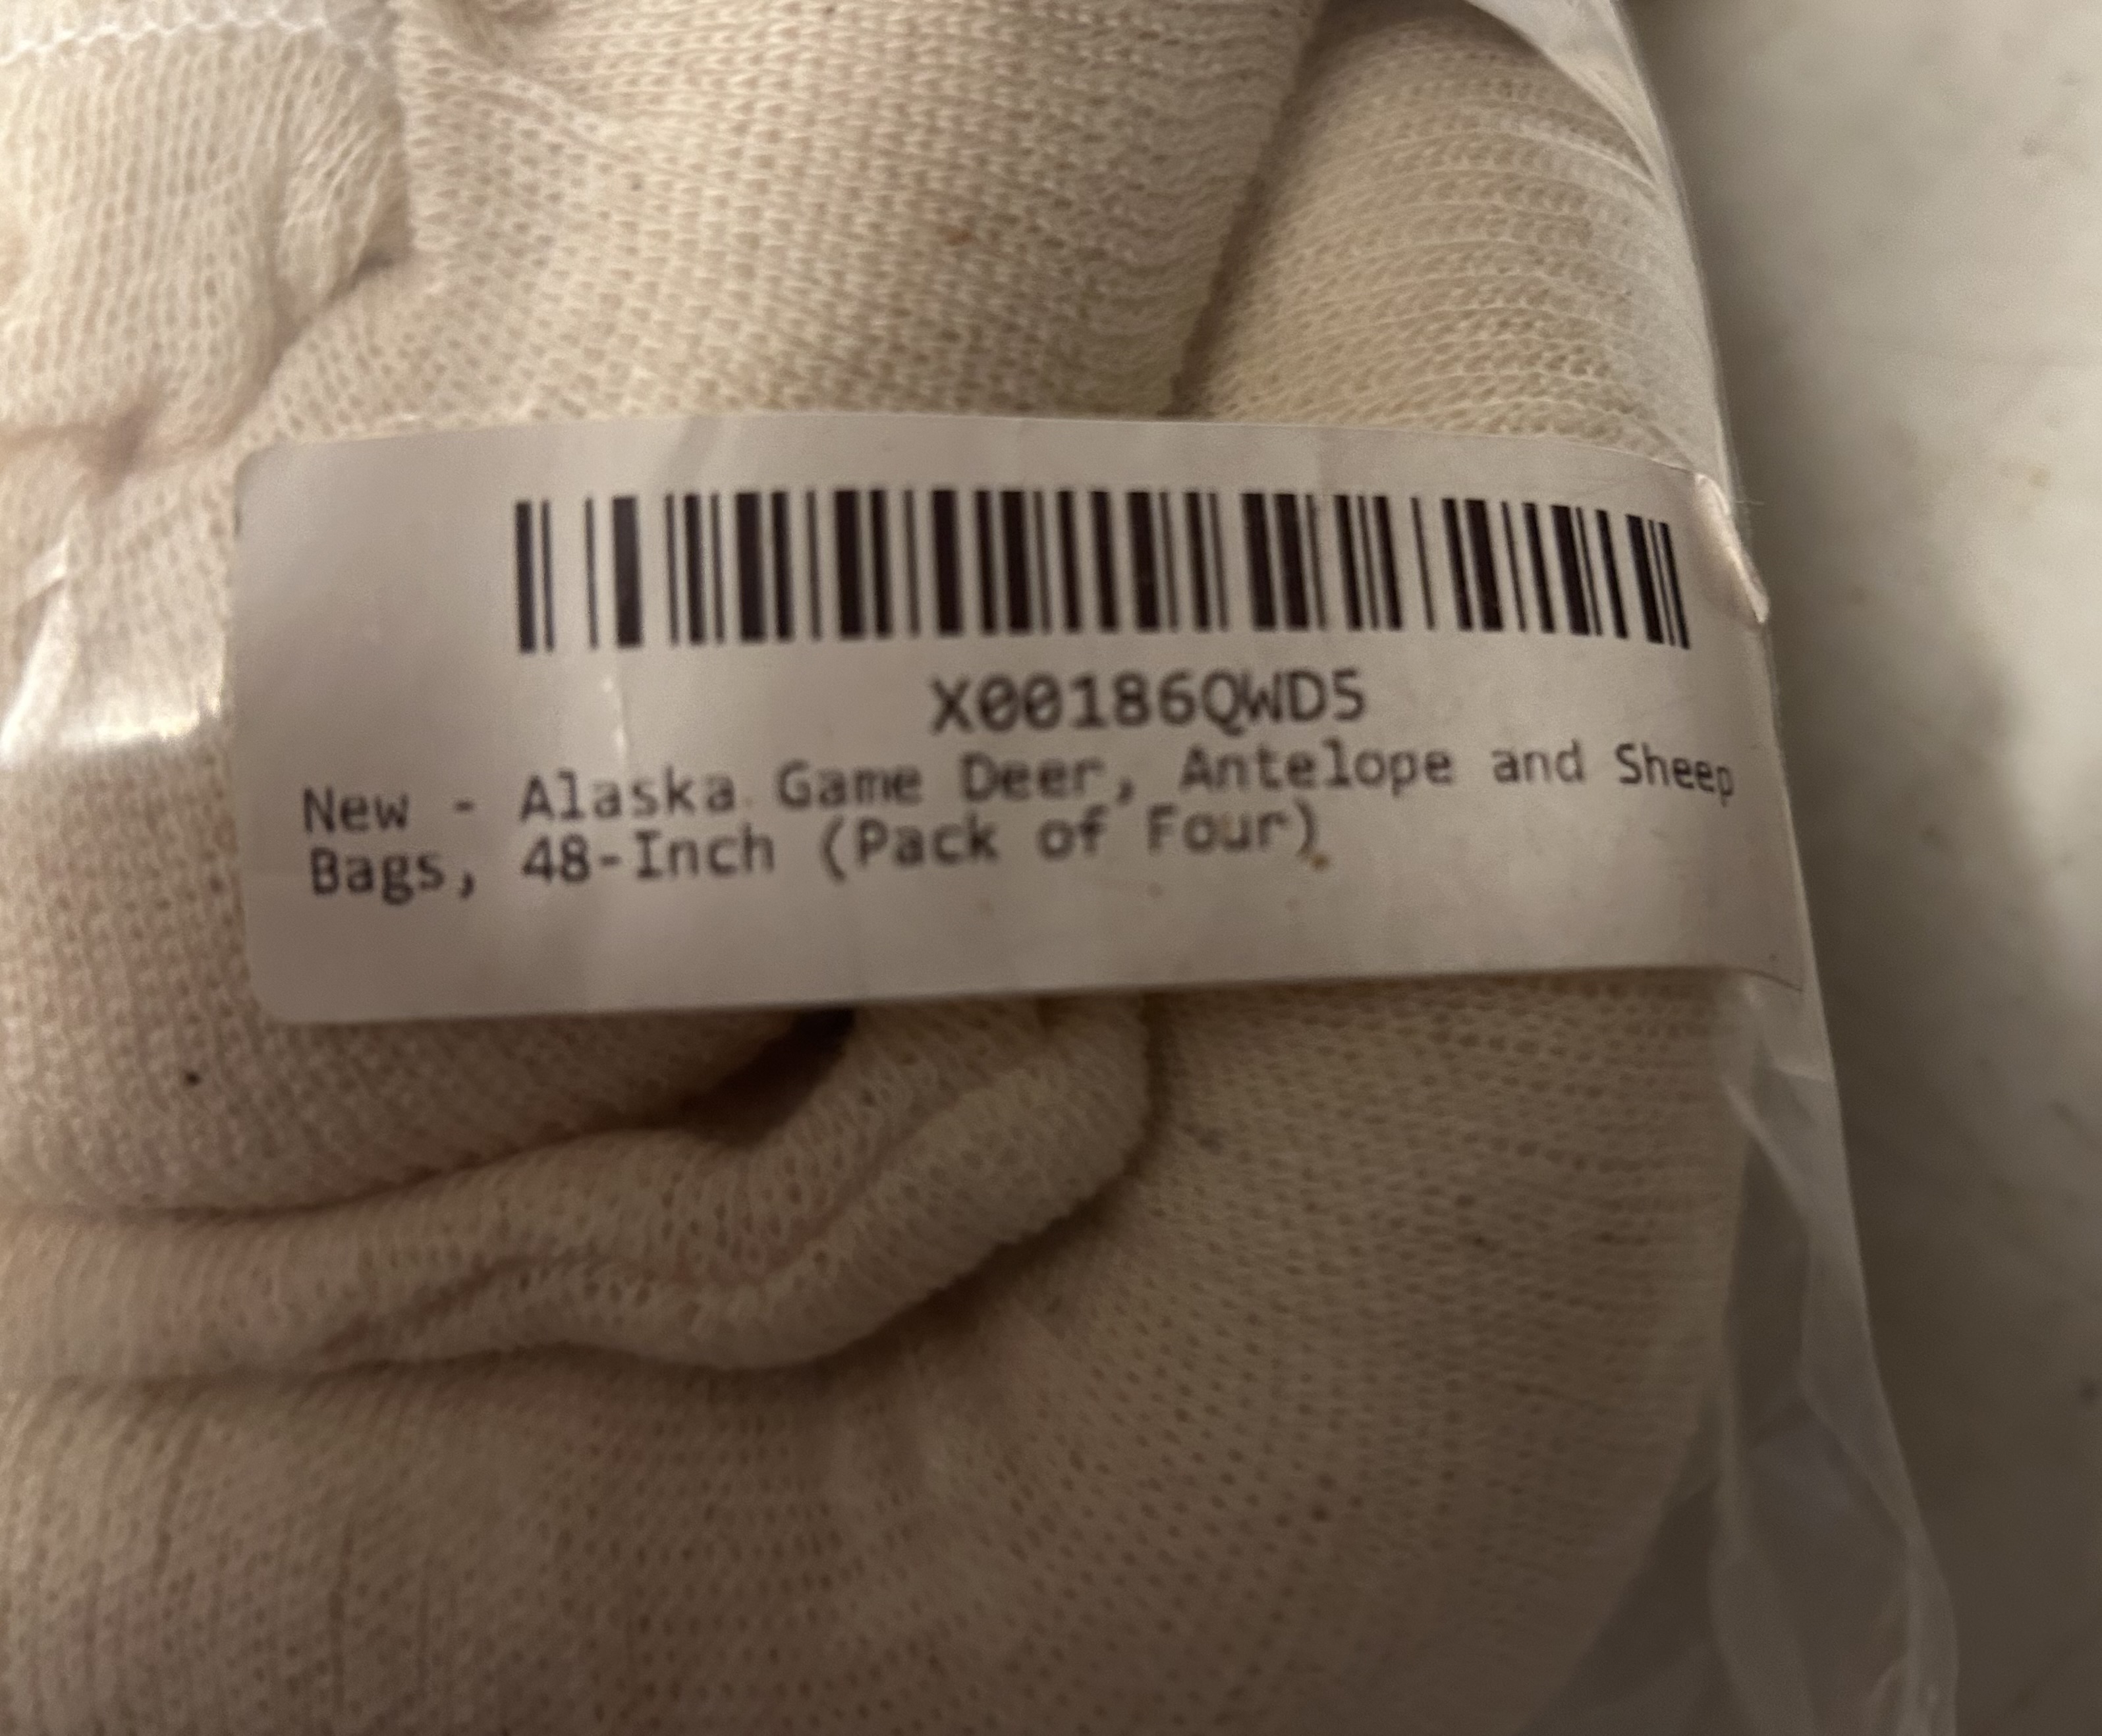 X00186QWD5
New - Alaska Game Deer, Antelope and Sheep
Bags, 48-Inch (Pack of Four)